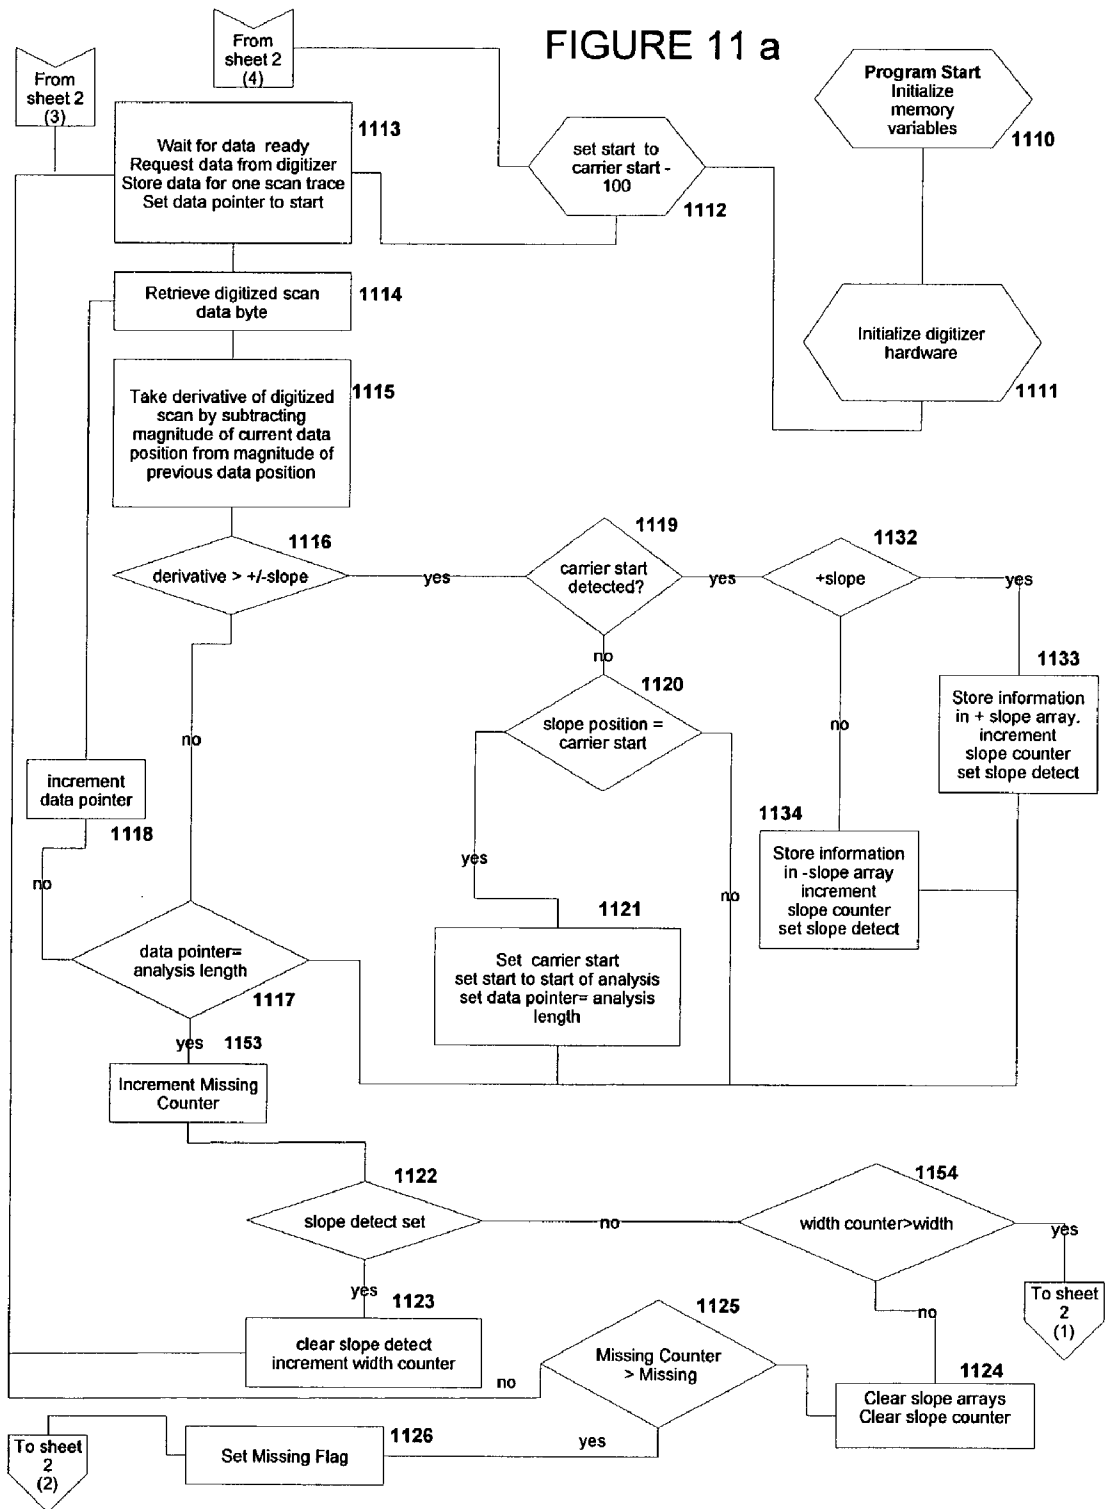 FIGURE 11 a
From
sheet 2
(4)
From
sheet 2
(3)
Program Start
Initialize
memory
variables
1110
1113
Wait for data ready
Request data from digitizer
Store data for one scan trace
Set data pointer to start
set start to
carrier start -
100
1112
Retrieve digitized scan
data byte
1114
Initialize digitizer
hardware
1111
Take derivative of digitized
scan by subtracting
magnitude of current data
position from magnitude of
previous data position
1115
1116
derivative > +/-slope
yes
1119
carrier start
detected?
yes
1132
+slope
yes
no
no
1120
slope position =
carrier start
no
1133
Store information
in + slope array.
increment
slope counter
set slope detect
increment
data pointer
1118
no
yes
no
1134
Store information
in -slope array
increment
slope counter
set slope detect
1121
Set carrier start
set start to start of analysis
set data pointer= analysis
length
data pointer=
analysis length
1117
yes
1153
Increment Missing
Counter
1122
slope detect set
no
1154
width counter>width
yes
yes
no
To sheet
2
(1)
1123
clear slope detect
increment width counter
1125
Missing Counter
> Missing
no
yes
1124
Clear slope arrays
Clear slope counter
1126
Set Missing Flag
To sheet
2
(2)